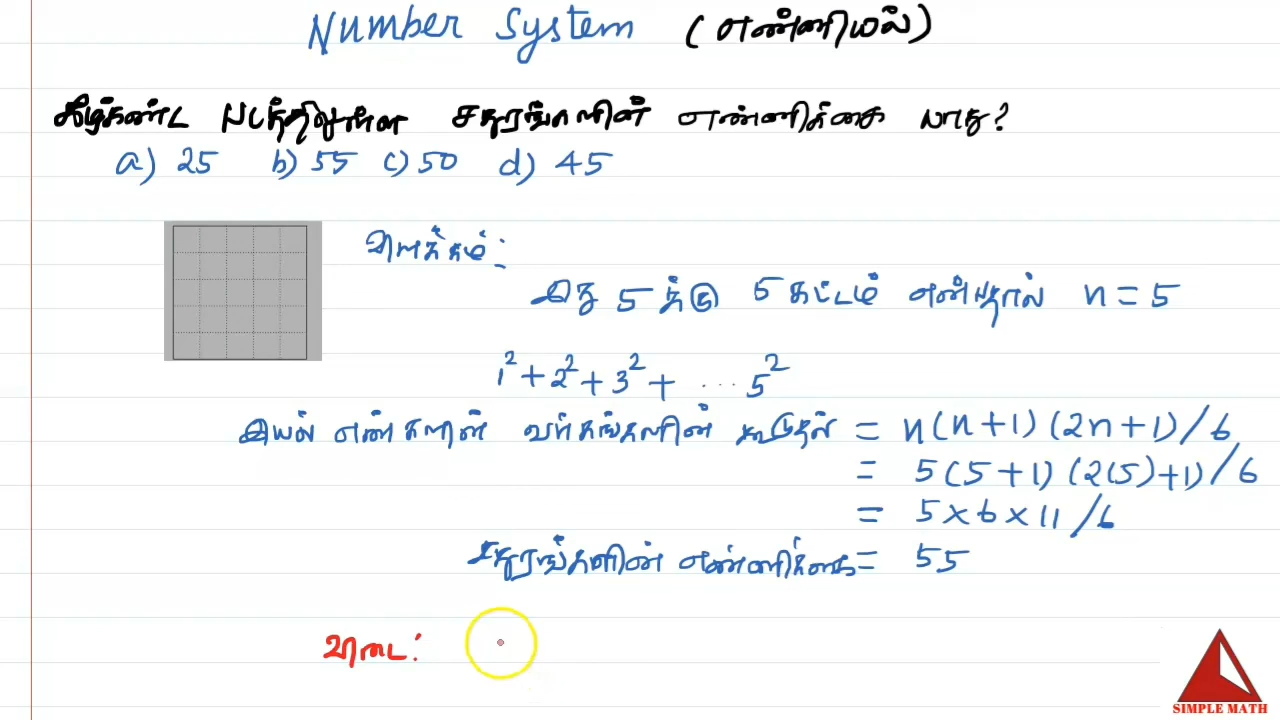 Number System (எண்ணியல்)
கீழ்கண்ட படத்திலுள்ள சதுரங்களின் எண்ணிக்கை யாது?
a) 25 b) 55 c) 50 d) 45
விளக்கம்:
இது 5 க்கு 5 கட்டம் என்பதால் n = 5
1² + 2² + 3² + ... 5²
இயல் எண்களின் வர்கங்களின் கூடுதல் = n(n+1)(2n+1)/6
= 5(5+1)(2(5)+1)/6
= 5×6×11/6
சதுரங்களின் எண்ணிக்கை = 55
விடை:
SIMPLE MATH